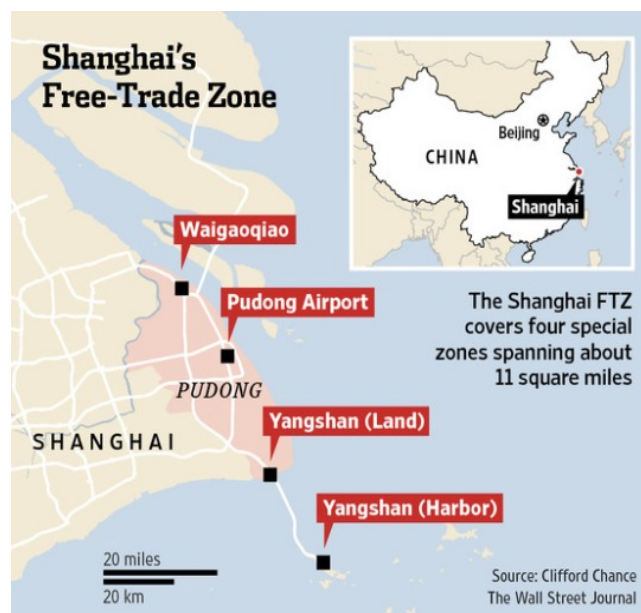 Shanghai's
Free-Trade Zone
Beijing
CHINA
Shanghai
Waigaoqiao
Pudong Airport
The Shanghai FTZ
covers four special
zones spanning about
11 square miles
PUDONG
SHANGHAI
Yangshan (Land)
Yangshan (Harbor)
20 miles
20 km
Source: Clifford Chance
The Wall Street Journal